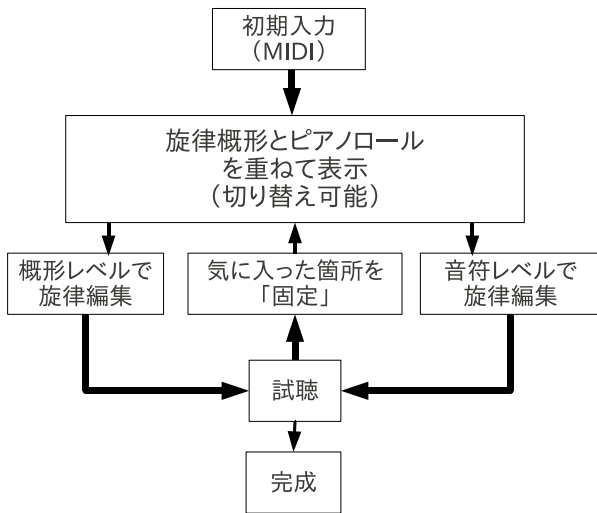 初期入力
（MIDI）
旋律概形とピアノロール
を重ねて表示
（切り替え可能）
概形レベルで
旋律編集
気に入った箇所を
「固定」
音符レベルで
旋律編集
試聴
完成